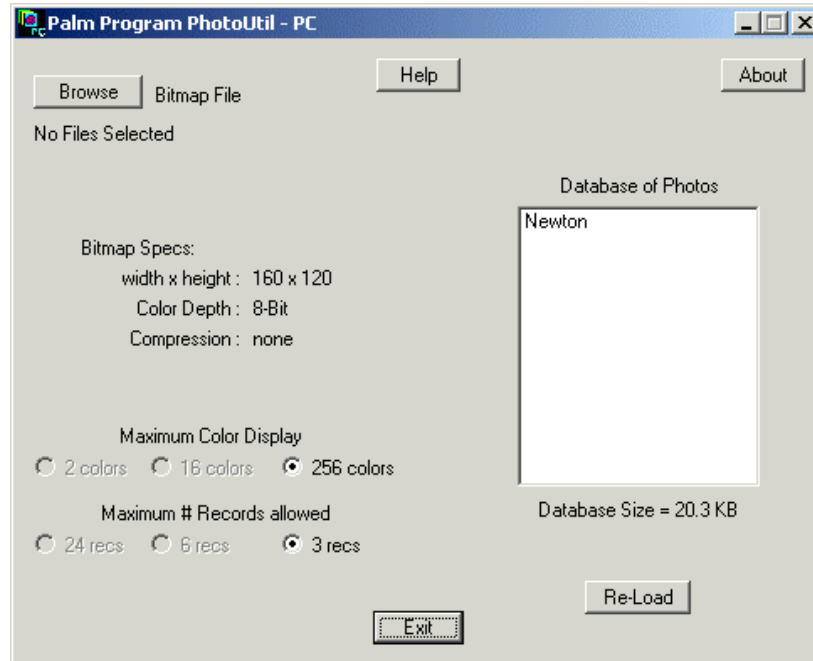 Palm Program PhotoUtil - PC
Help
About
Browse Bitmap File
No Files Selected
Database of Photos
Newton
Bitmap Specs:
width x height : 160 x 120
Color Depth : 8-Bit
Compression : none
Maximum Color Display
2 colors 16 colors 256 colors
Maximum # Records allowed
24 recs 6 recs 3 recs
Database Size = 20.3 KB
Re-Load
Exit